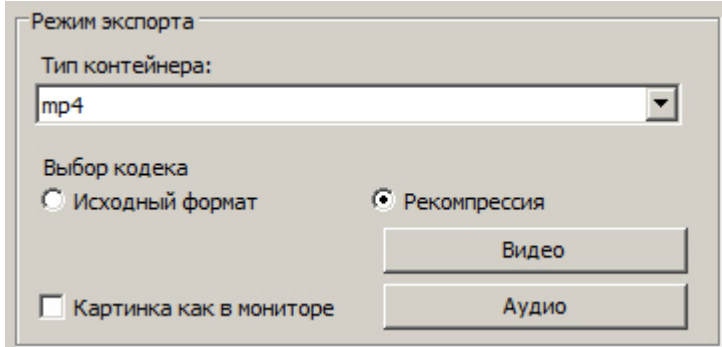 Режим экспорта
Тип контейнера:
mp4
Выбор кодека
Исходный формат Рекомпрессия
Видео
Картинка как в мониторе Аудио